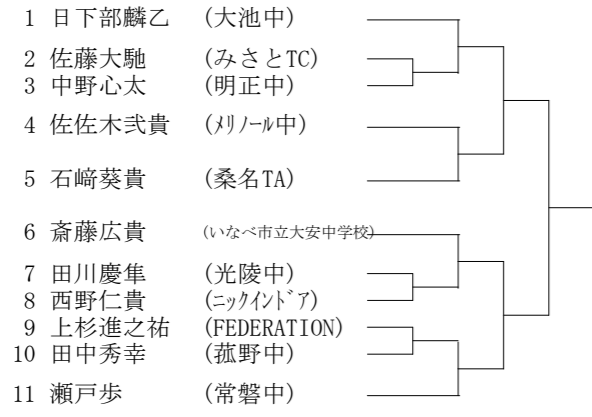 1 日下部麟乙 (大池中)
2 佐藤大馳 (みさとTC)
3 中野心太 (明正中)
4 佐佐木弐貴 (ﾒﾘﾉｰﾙ中)
5 石﨑葵貴 (桑名TA)
6 斎藤広貴 (いなべ市立大安中学校)
7 田川慶隼 (光陵中)
8 西野仁貴 (ﾆｯｸｲﾝﾄﾞｱ)
9 上杉進之祐 (FEDERATION)
10 田中秀幸 (菰野中)
11 瀬戸歩 (常磐中)